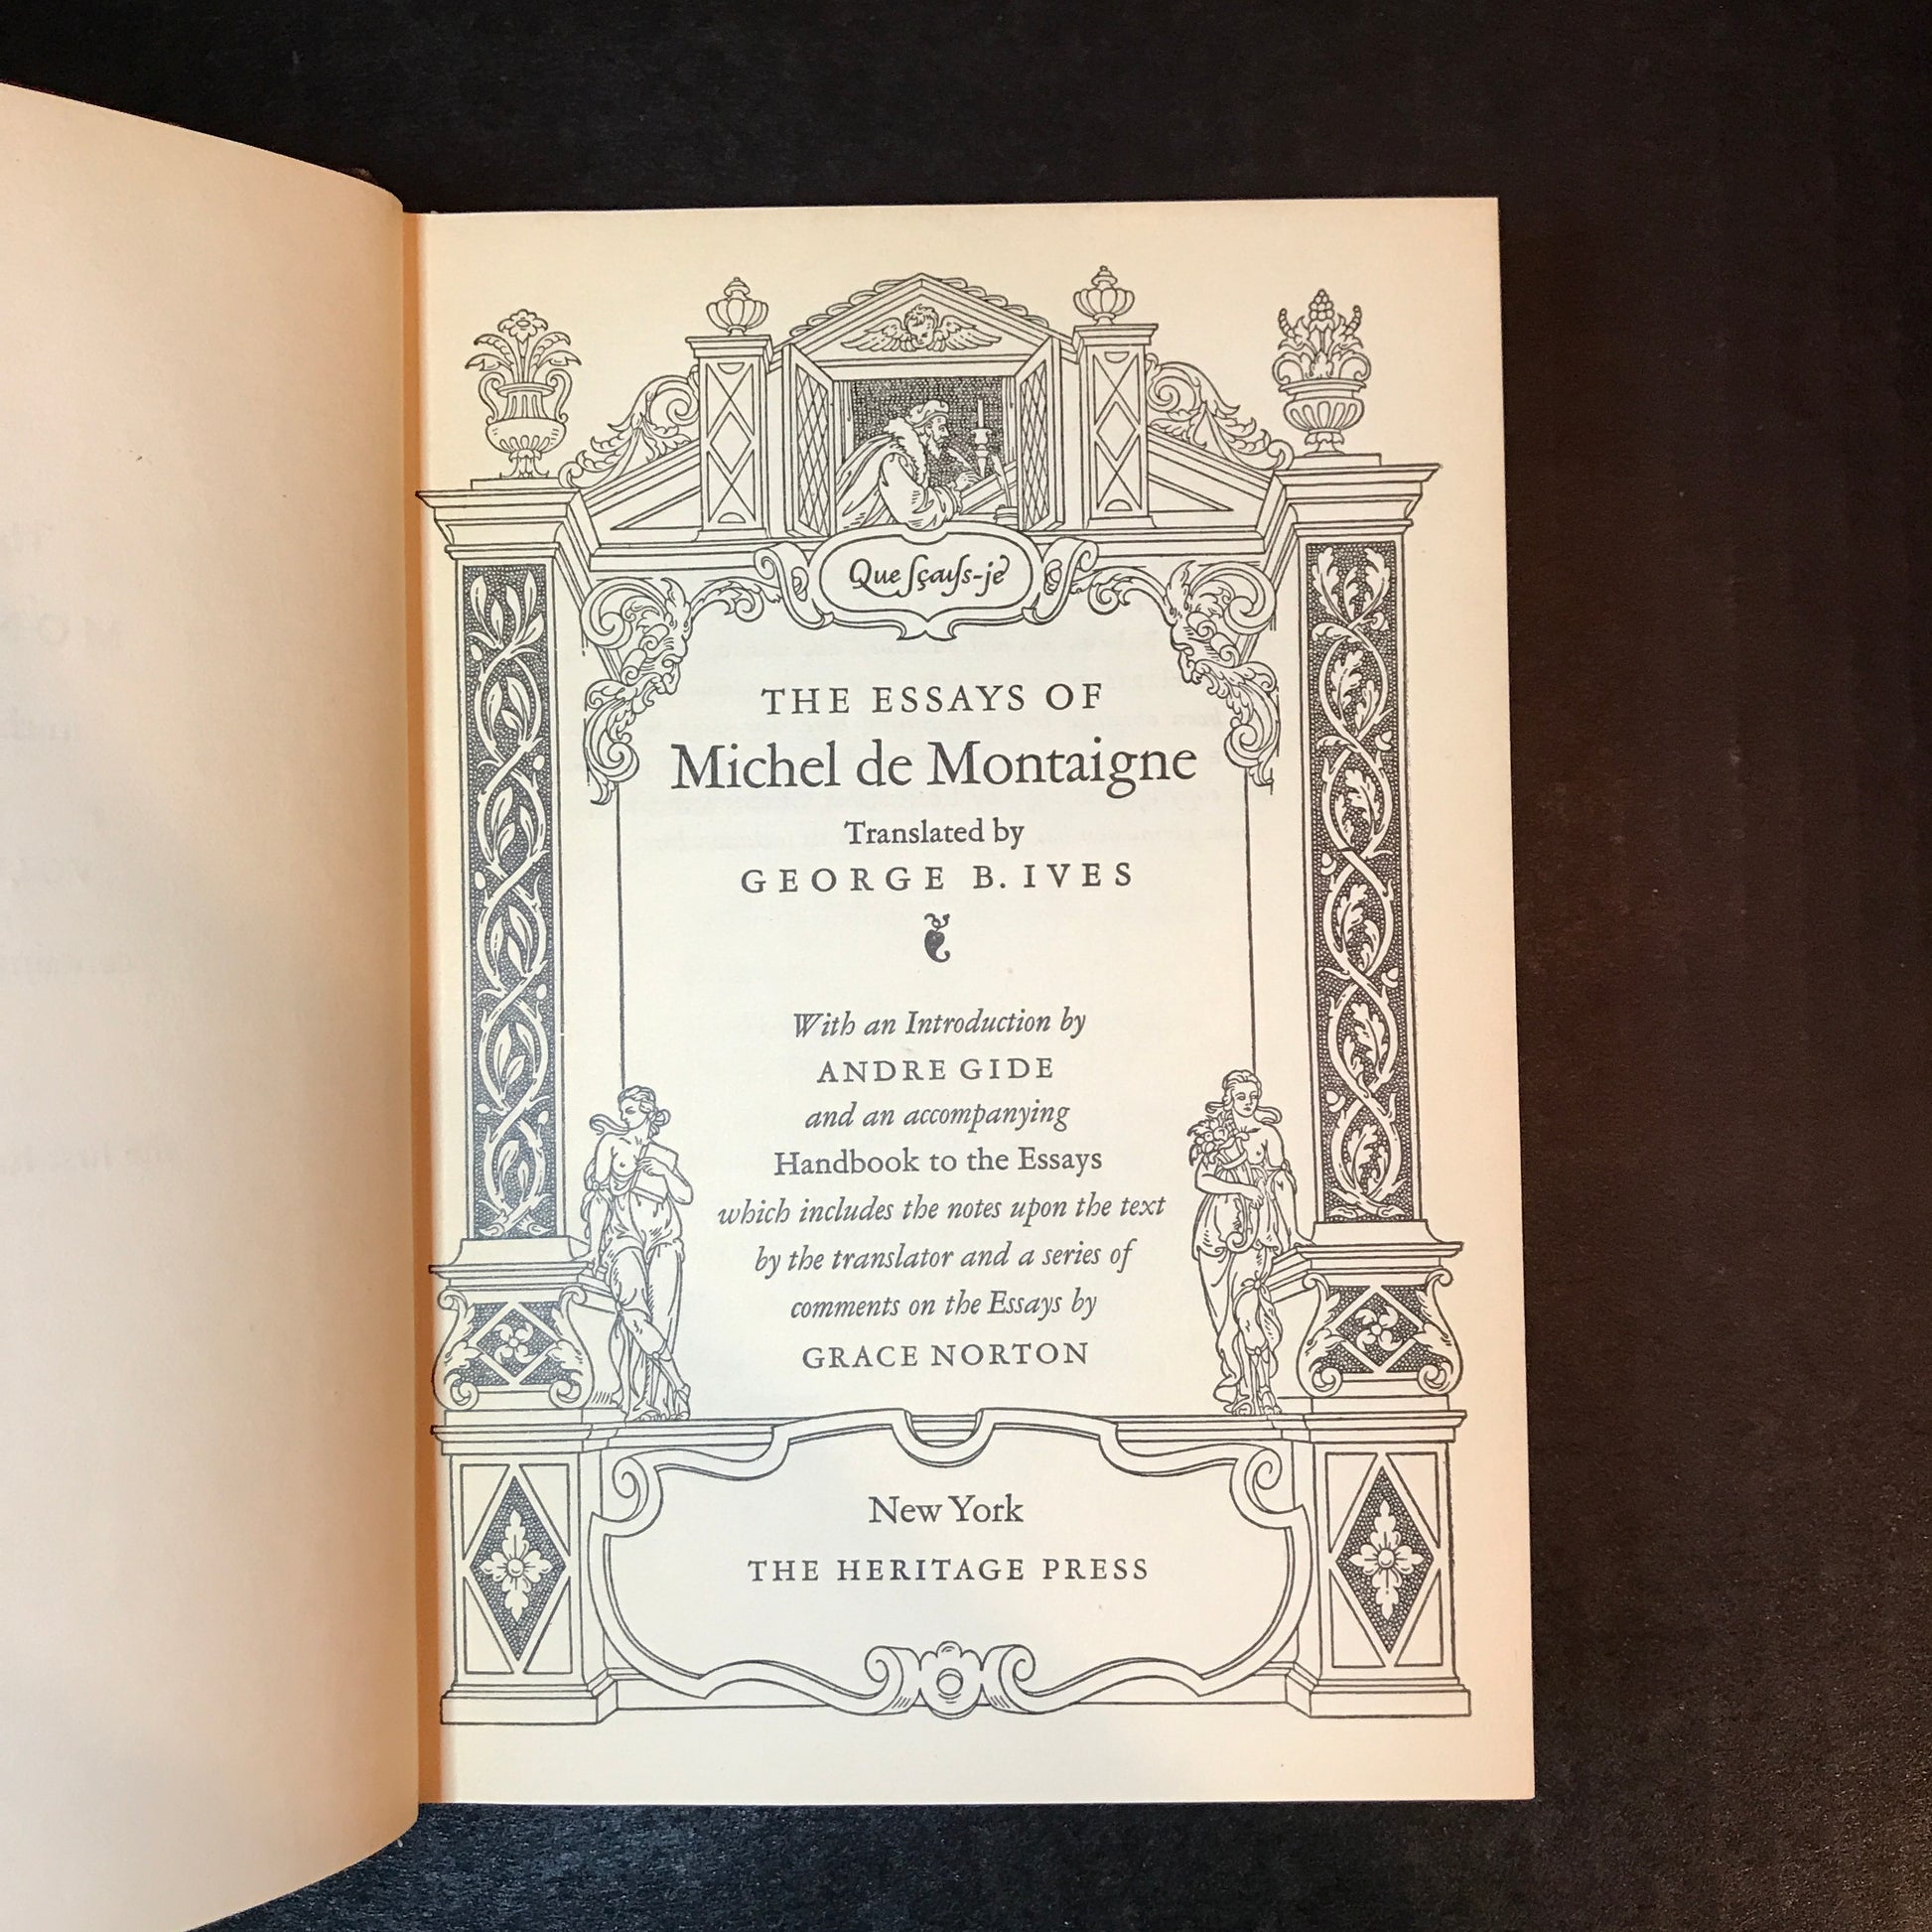 Que sçays-je
THE ESSAYS OF
Michel de Montaigne
Translated by
GEORGE B. IVES
With an Introduction by
ANDRE GIDE
and an accompanying
Handbook to the Essays
which includes the notes upon the text
by the translator and a series of
comments on the Essays by
GRACE NORTON
New York
THE HERITAGE PRESS